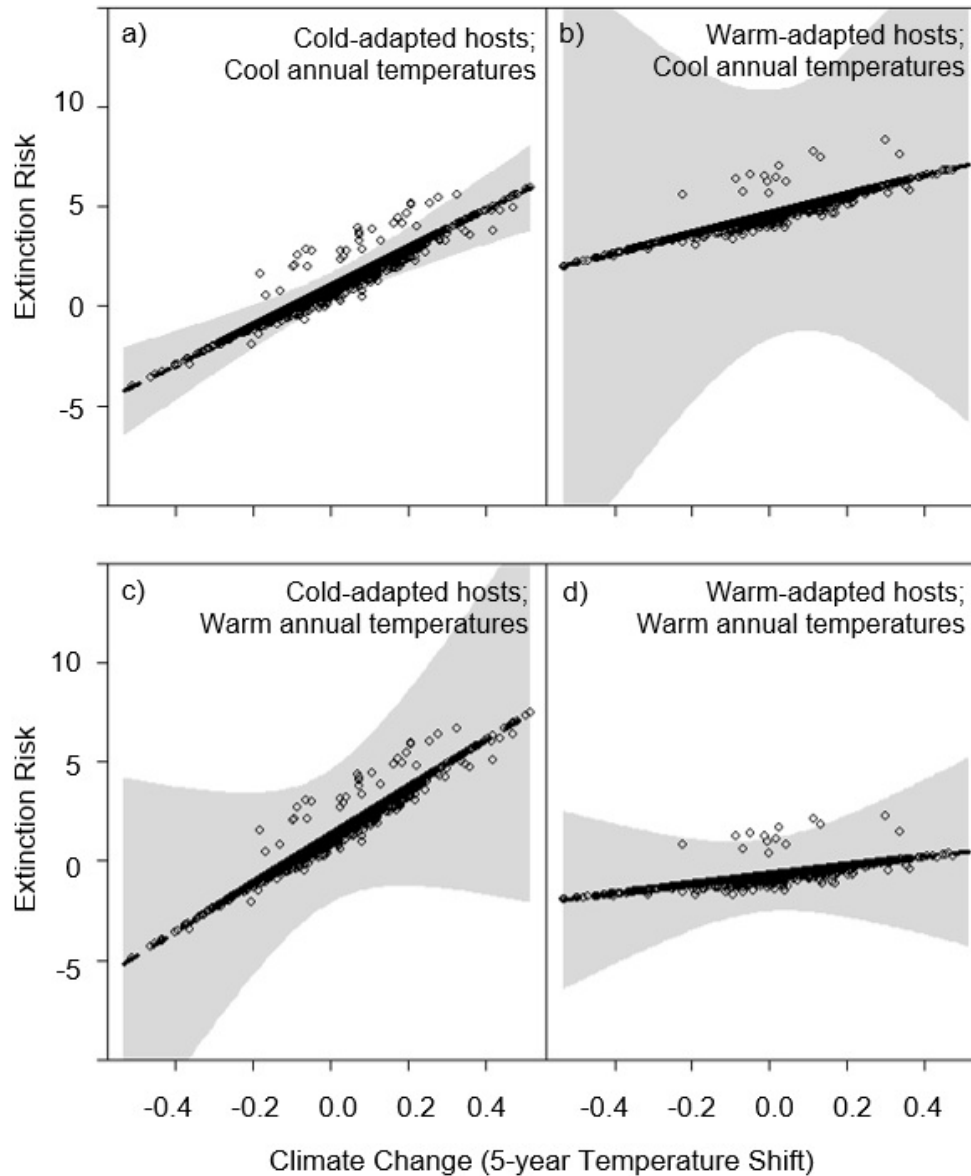 a)
Cold-adapted hosts;
Cool annual temperatures
b)
Warm-adapted hosts;
Cool annual temperatures
10
5
0
-5
Extinction Risk
c)
Cold-adapted hosts;
Warm annual temperatures
d)
Warm-adapted hosts;
Warm annual temperatures
10
5
0
-5
Extinction Risk
-0.4 -0.2 0.0 0.2 0.4 -0.4 -0.2 0.0 0.2 0.4
Climate Change (5-year Temperature Shift)